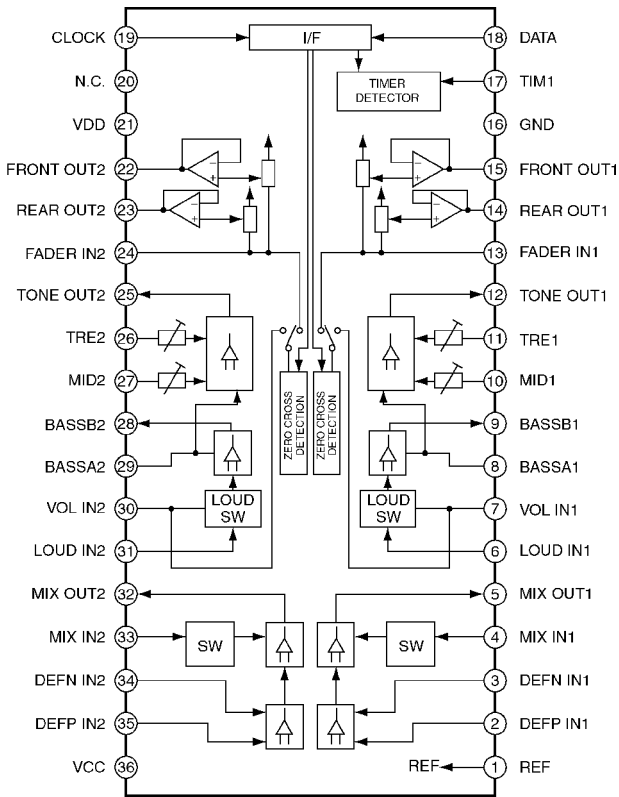 CLOCK 19 I/F 18 DATA
N.C. 20 TIMER DETECTOR 17 TIM1
VDD 21 16 GND
FRONT OUT2 22 - + - + 15 FRONT OUT1
REAR OUT2 23 - + - + 14 REAR OUT1
FADER IN2 24 13 FADER IN1
TONE OUT2 25 12 TONE OUT1
TRE2 26 11 TRE1
MID2 27 10 MID1
ZERO CROSS DETECTION ZERO CROSS DETECTION
BASSB2 28 9 BASSB1
BASSA2 29 8 BASSA1
VOL IN2 30 LOUD SW LOUD SW 7 VOL IN1
LOUD IN2 31 6 LOUD IN1
MIX OUT2 32 5 MIX OUT1
MIX IN2 33 SW SW 4 MIX IN1
DEFN IN2 34 3 DEFN IN1
DEFP IN2 35 2 DEFP IN1
VCC 36 REF 1 REF